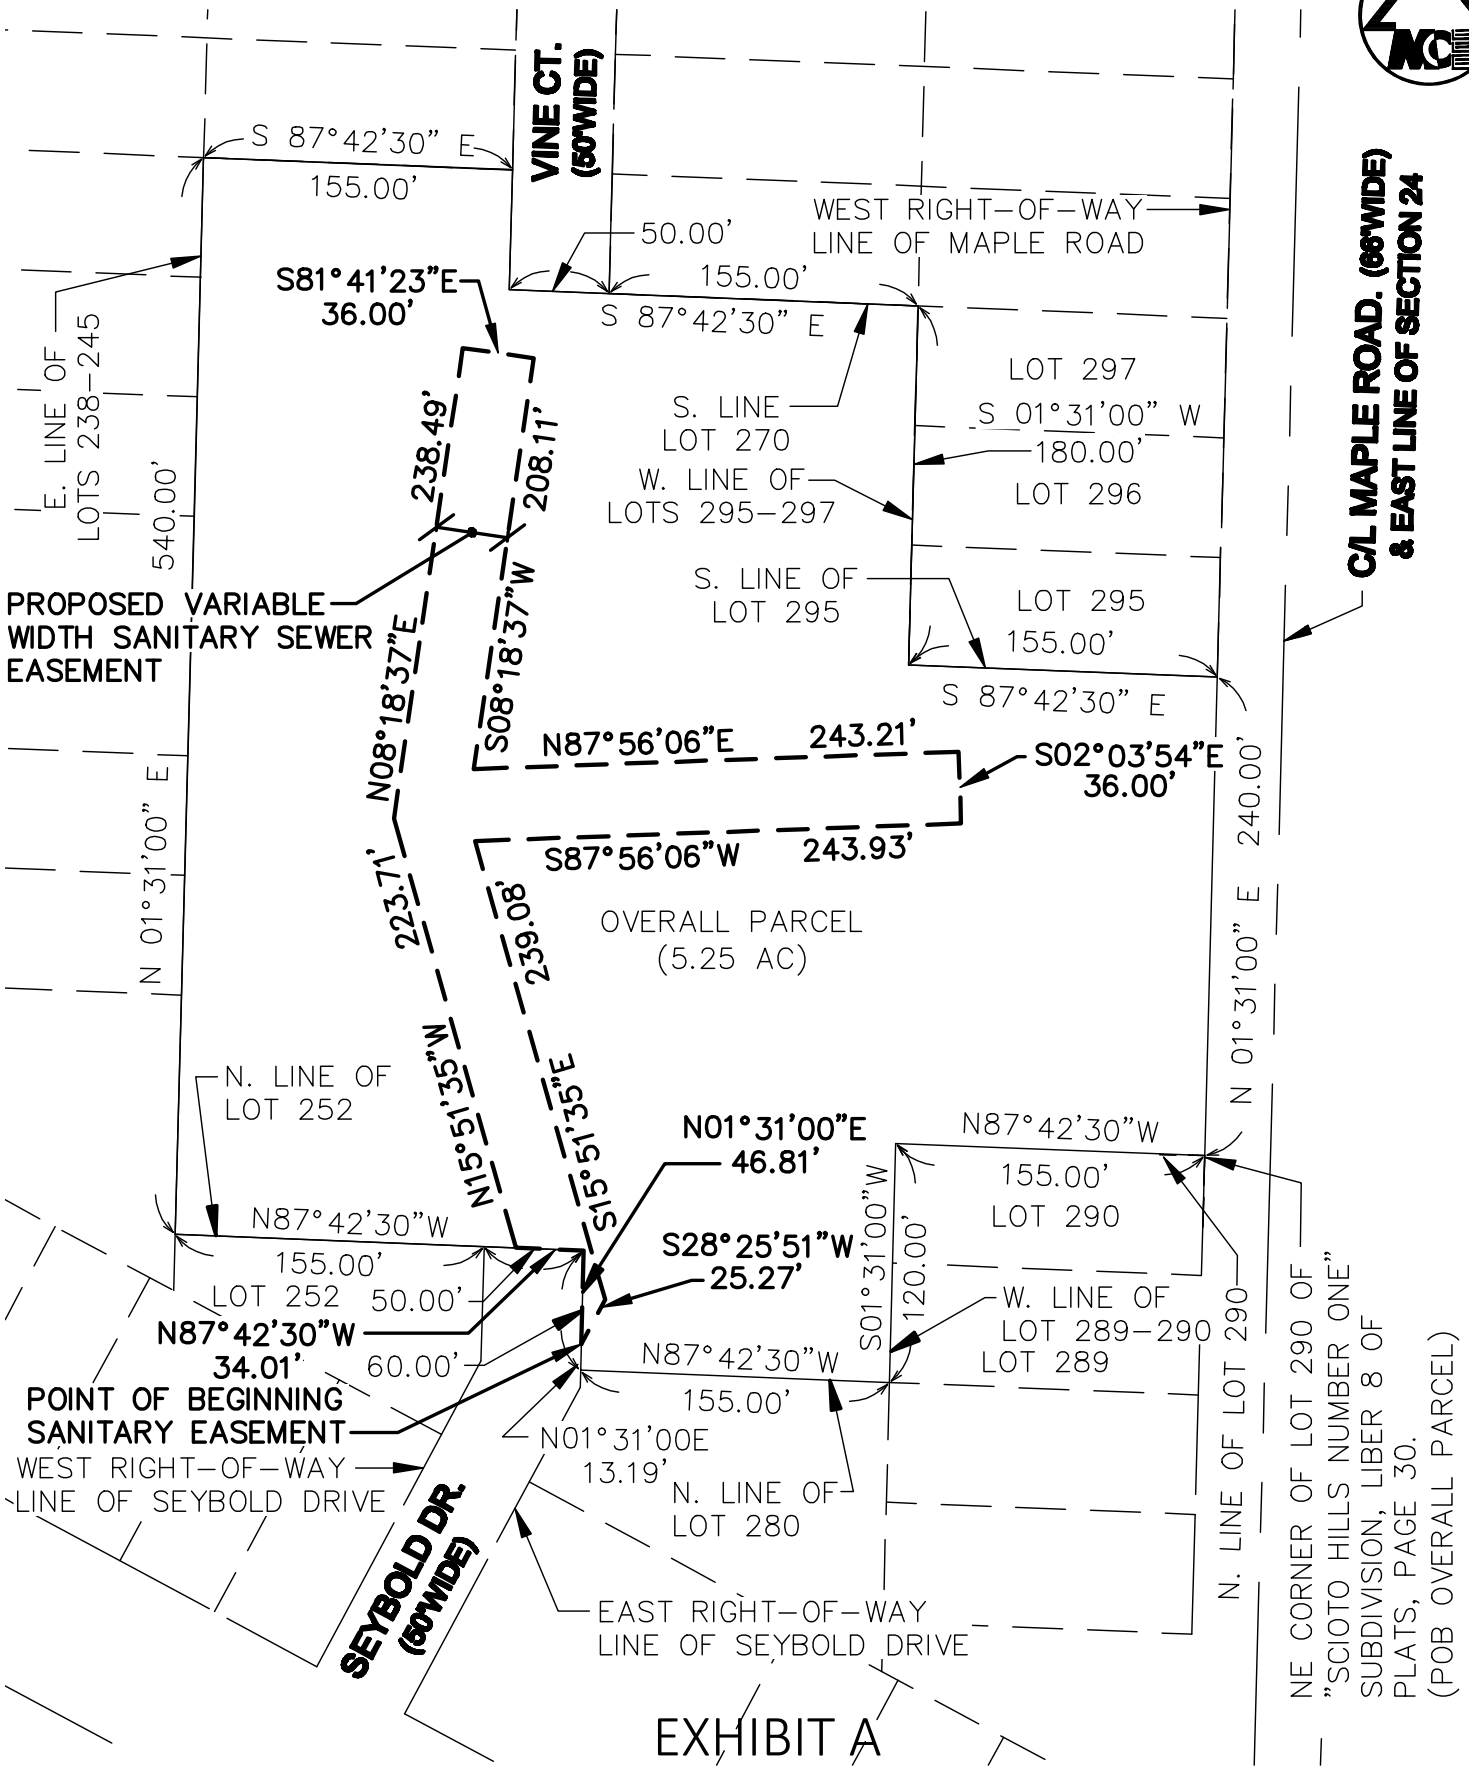 VINE CT.
(50'WIDE)
NC
S 87°42'30" E
155.00'
WEST RIGHT-OF-WAY
LINE OF MAPLE ROAD
50.00'
155.00'
S 87°42'30" E
C/L MAPLE ROAD. (66'WIDE)
& EAST LINE OF SECTION 24
S81°41'23"E
36.00'
E. LINE OF
LOTS 238-245
540.00'
238.49'
208.11'
S. LINE
LOT 270
W. LINE OF
LOTS 295-297
LOT 297
S 01°31'00" W
180.00'
LOT 296
S. LINE OF
LOT 295
LOT 295
155.00'
S 87°42'30" E
PROPOSED VARIABLE
WIDTH SANITARY SEWER
EASEMENT
N08°18'37"E
S08°18'37"W
N87°56'06"E
243.21'
S02°03'54"E
36.00'
S87°56'06"W
243.93'
N 01°31'00" E
223.71'
239.08'
OVERALL PARCEL
(5.25 AC)
N 01°31'00" E 240.00'
N. LINE OF
LOT 252
N15°51'35"W
S15°51'35"E
N01°31'00"E
46.81'
N87°42'30"W
155.00'
LOT 290
S01°31'00"W
120.00'
N87°42'30"W
155.00'
LOT 252
50.00'
S28°25'51"W
25.27'
N87°42'30"W
34.01'
60.00'
W. LINE OF
LOT 289-290
LOT 289
POINT OF BEGINNING
SANITARY EASEMENT
N87°42'30"W
155.00'
WEST RIGHT-OF-WAY
LINE OF SEYBOLD DRIVE
N01°31'00E
13.19'
N. LINE OF
LOT 280
SEYBOLD DR.
(50'WIDE)
EAST RIGHT-OF-WAY
LINE OF SEYBOLD DRIVE
N. LINE OF LOT 290
NE CORNER OF LOT 290 OF
"SCIOTO HILLS NUMBER ONE"
SUBDIVISION, LIBER 8 OF
PLATS, PAGE 30.
(POB OVERALL PARCEL)
EXHIBIT A